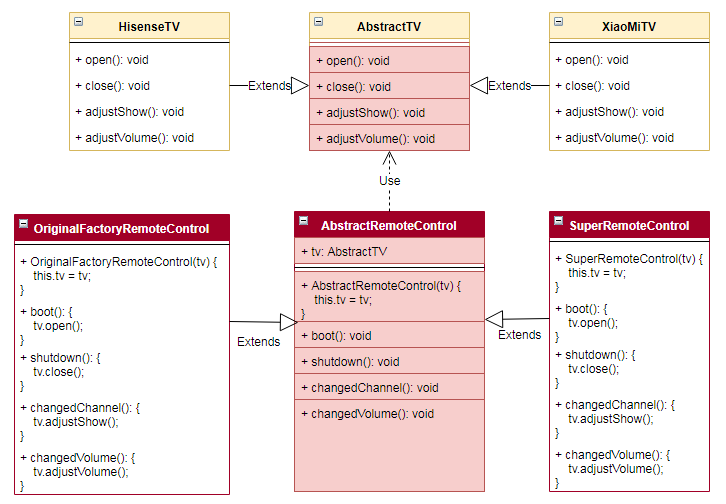 HisenseTV
+ open(): void
+ close(): void
+ adjustShow(): void
+ adjustVolume(): void
Extends
AbstractTV
+ open(): void
+ close(): void
+ adjustShow(): void
+ adjustVolume(): void
Extends
XiaoMiTV
+ open(): void
+ close(): void
+ adjustShow(): void
+ adjustVolume(): void
Use
OriginalFactoryRemoteControl
+ OriginalFactoryRemoteControl(tv) {
this.tv = tv;
}
+ boot(): {
tv.open();
}
+ shutdown(): {
tv.close();
+ changedChannel(): {
tv.adjustShow();
}
+ changedVolume(): {
tv.adjustVolume();
}
Extends
AbstractRemoteControl
+ tv: AbstractTV
+ AbstractRemoteControl(tv) {
this.tv = tv;
}
+ boot(): void
+ shutdown(): void
+ changedChannel(): void
+ changedVolume(): void
Extends
SuperRemoteControl
+ SuperRemoteControl(tv) {
this.tv = tv;
}
+ boot(): {
tv.open();
}
+ shutdown(): {
tv.close;
+ changedChannel(): {
tv.adjustShow();
}
+ changedVolume(): {
tv.adjustVolume();
}